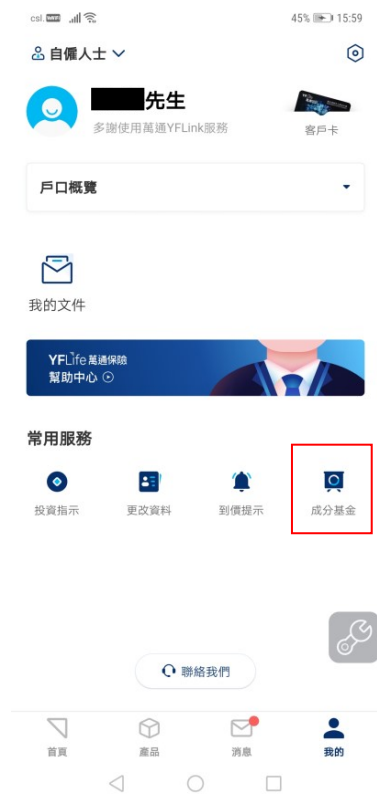 csl. 45% 15:59
自僱人士
先生
多謝使用萬通YFLink服務
客戶卡
戶口概覽
我的文件
YFLife 萬通保險
幫助中心
常用服務
投資指示 更改資料 到價提示 成分基金
聯絡我們
首頁 產品 消息 我的